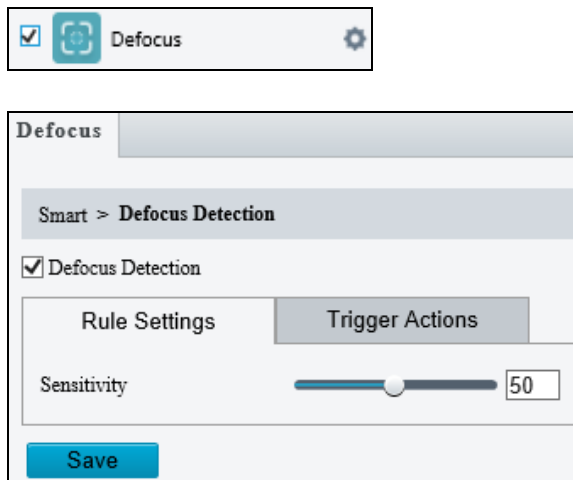 Defocus
Defocus
Smart > Defocus Detection
Defocus Detection
Rule Settings Trigger Actions
Sensitivity 50
Save